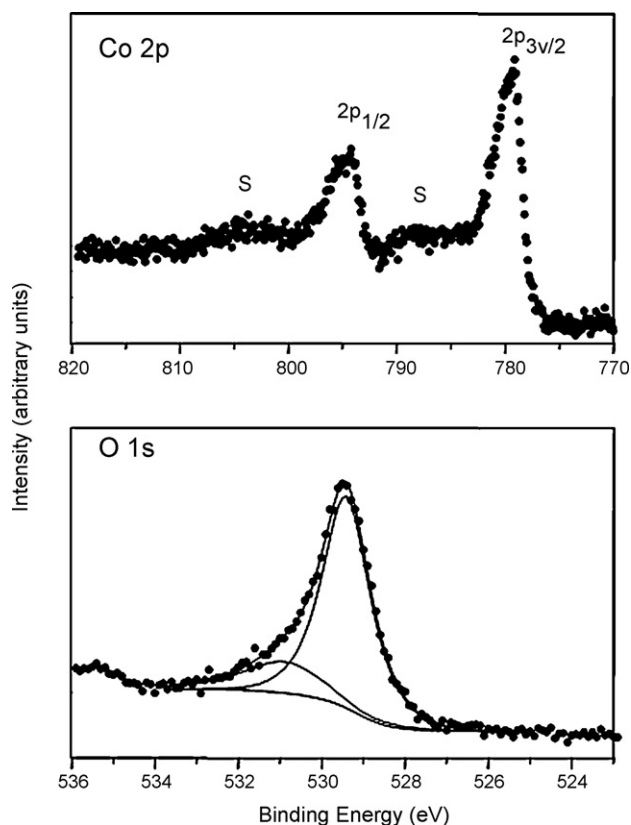 Co 2p
2p3v/2
2p1/2
S
S
820 810 800 790 780 770
Intensity (arbitrary units)
O 1s
536 534 532 530 528 526 524
Binding Energy (eV)